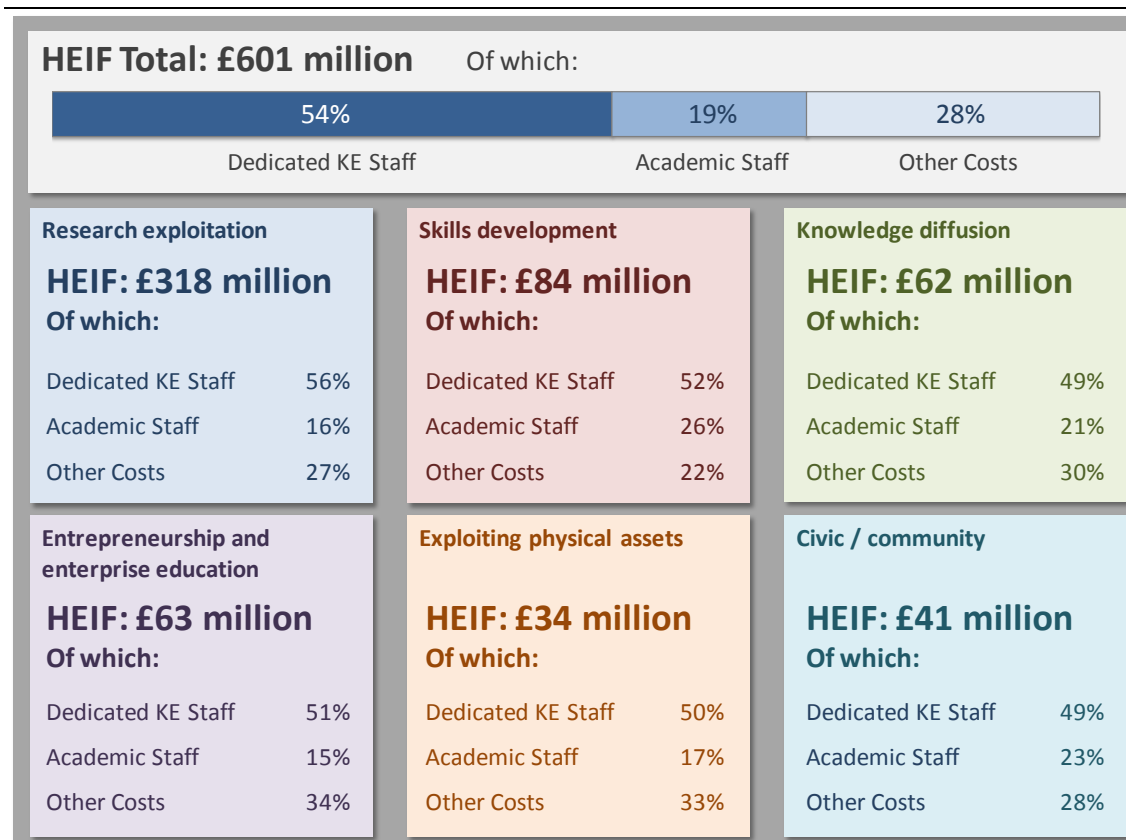 HEIF Total: £601 million Of which:
54% 19% 28%
Dedicated KE Staff Academic Staff Other Costs
Research exploitation
HEIF: £318 million
Of which:
Dedicated KE Staff 56%
Academic Staff 16%
Other Costs 27%
Skills development
HEIF: £84 million
Of which:
Dedicated KE Staff 52%
Academic Staff 26%
Other Costs 22%
Knowledge diffusion
HEIF: £62 million
Of which:
Dedicated KE Staff 49%
Academic Staff 21%
Other Costs 30%
Entrepreneurship and
enterprise education
HEIF: £63 million
Of which:
Dedicated KE Staff 51%
Academic Staff 15%
Other Costs 34%
Exploiting physical assets
HEIF: £34 million
Of which:
Dedicated KE Staff 50%
Academic Staff 17%
Other Costs 33%
Civic / community
HEIF: £41 million
Of which:
Dedicated KE Staff 49%
Academic Staff 23%
Other Costs 28%